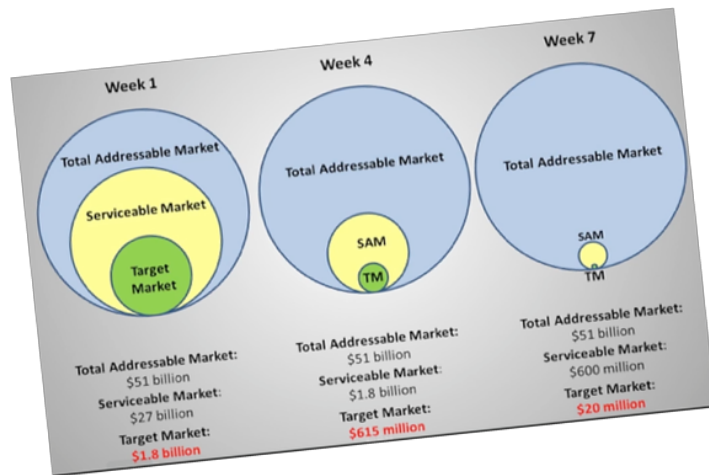 Week 1
Total Addressable Market
Serviceable Market
Target
Market
Total Addressable Market:
$51 billion
Serviceable Market:
$27 billion
Target Market:
$1.8 billion
Week 4
Total Addressable Market
SAM
TM
Total Addressable Market:
$51 billion
Serviceable Market:
$1.8 billion
Target Market:
$615 million
Week 7
Total Addressable Market
SAM
TM
Total Addressable Market:
$51 billion
Serviceable Market:
$600 million
Target Market:
$20 million